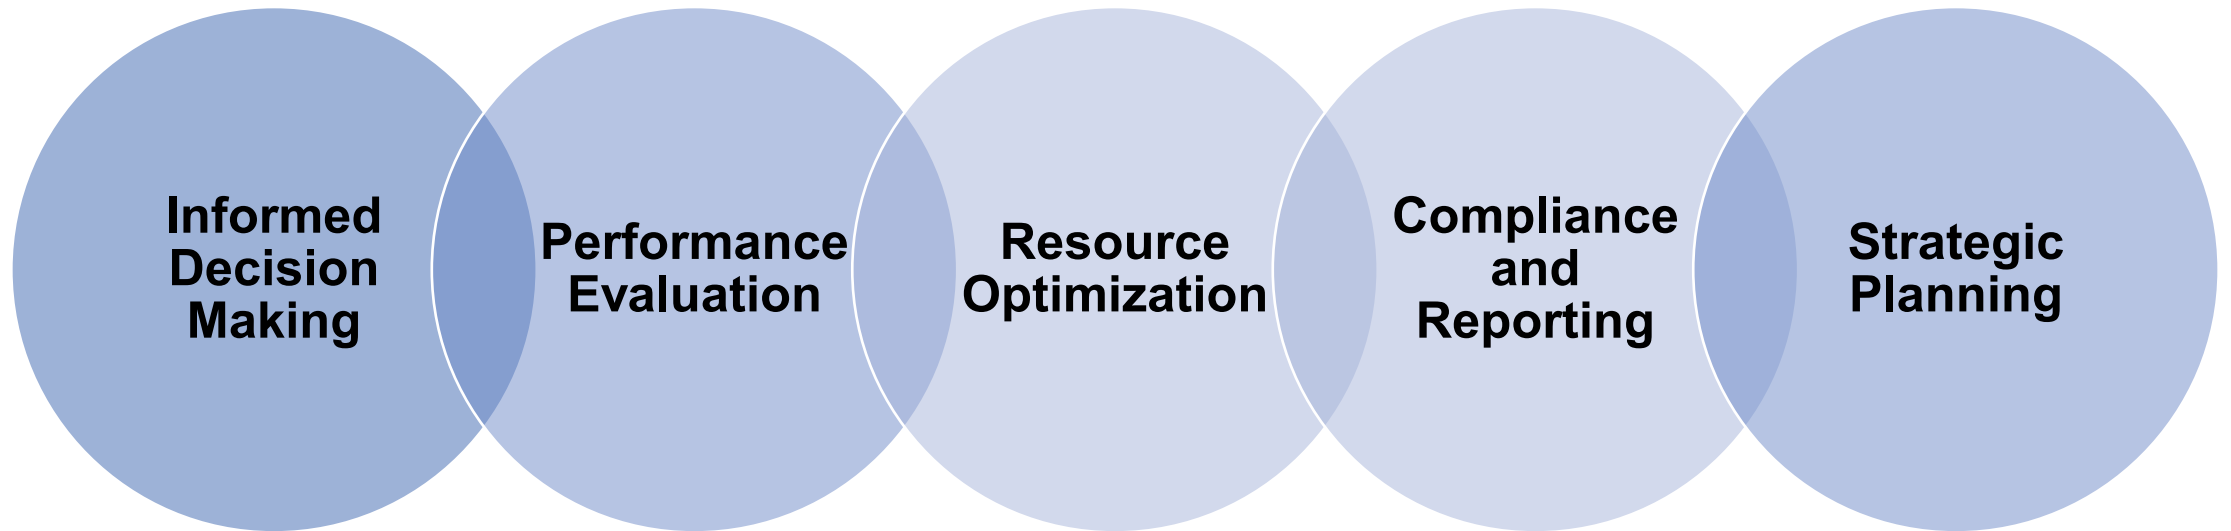 Informed
Decision
Making
Performance
Evaluation
Resource
Optimization
Compliance
and
Reporting
Strategic
Planning